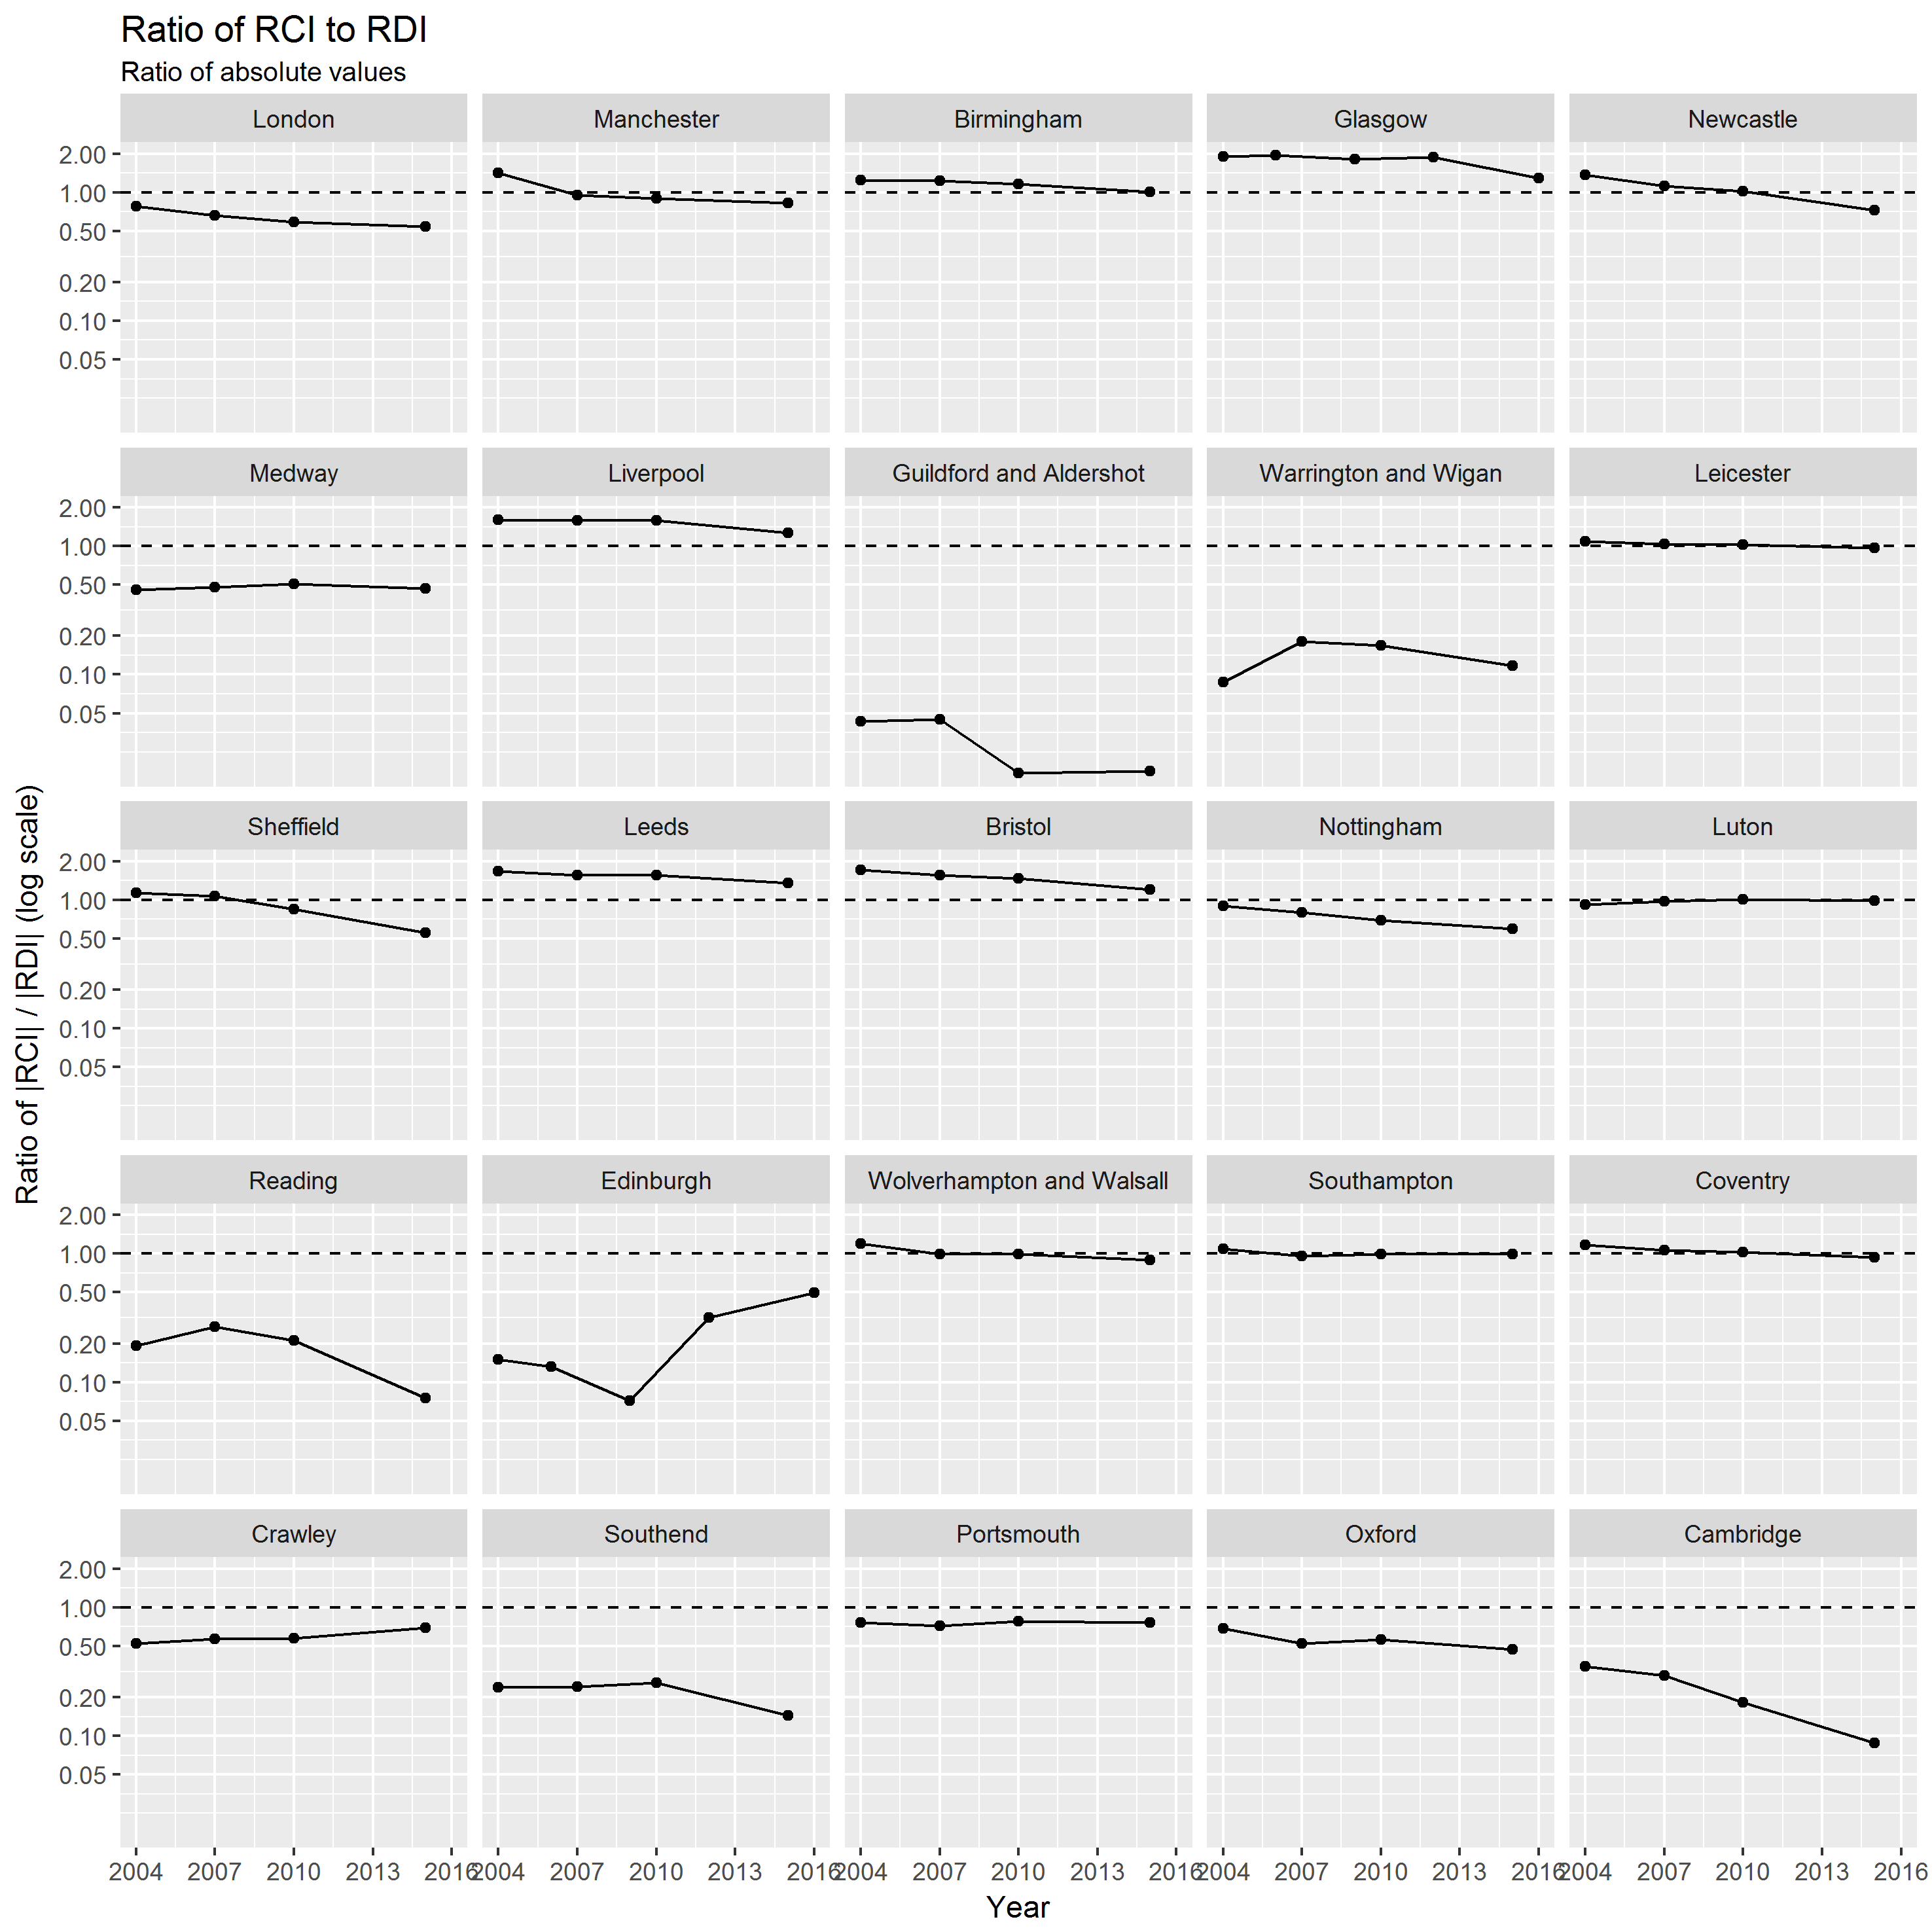 Ratio of RCI to RDI
Ratio of absolute values
London
Manchester
Birmingham
Glasgow
Newcastle
2.00
1.00
0.50
0.20
0.10
0.05
Medway
Liverpool
Guildford and Aldershot
Warrington and Wigan
Leicester
2.00
1.00
0.50
0.20
0.10
0.05
Sheffield
Leeds
Bristol
Nottingham
Luton
2.00
1.00
0.50
0.20
0.10
0.05
Reading
Edinburgh
Wolverhampton and Walsall
Southampton
Coventry
2.00
1.00
0.50
0.20
0.10
0.05
Crawley
Southend
Portsmouth
Oxford
Cambridge
2.00
1.00
0.50
0.20
0.10
0.05
2004 2007 2010 2013 2016
2004 2007 2010 2013 2016
2004 2007 2010 2013 2016
2004 2007 2010 2013 2016
2004 2007 2010 2013 2016
Year
Ratio of |RCI| / |RDI| (log scale)